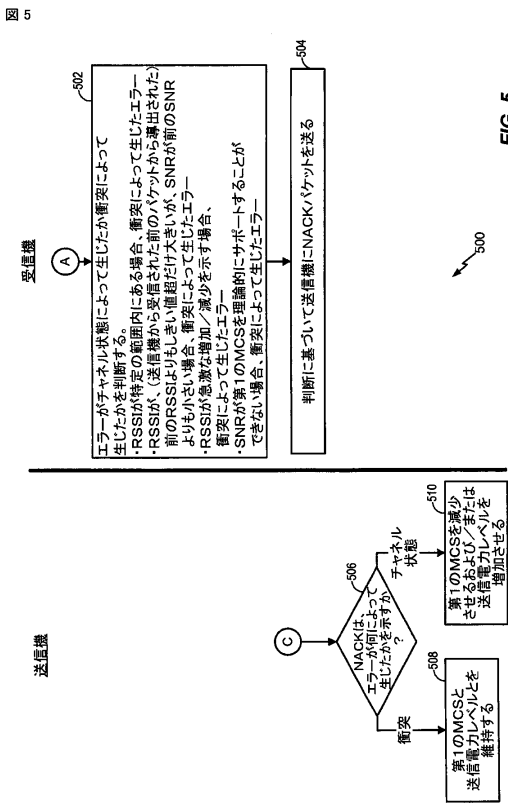 図 5
送信機
受信機
A
502
エラーがチャネル状態によって生じたか衝突によって
生じたかを判断する。
・RSSIが特定の範囲内にある場合、衝突によって生じたエラー
・RSSIが、(送信機から受信された前のパケットから導出された)
前のRSSIよりもしきい値超だけ大きいが、SNRが前のSNR
よりも小さい場合、衝突によって生じたエラー
・RSSIが急激な増加/減少を示す場合、
衝突によって生じたエラー
・SNRが第1のMCSを理論的にサポートすることが
できない場合、衝突によって生じたエラー
504
判断に基づいて送信機にNACKパケットを送る
C
506
NACKは、
エラーが何によって
生じたかを示すか
?
衝突
チャネル
状態
508
第1のMCSと
送信電力レベルとを
維持する
510
第1のMCSを減少
させるおよび/または
送信電力レベルを
増加させる
500
FIG. 5